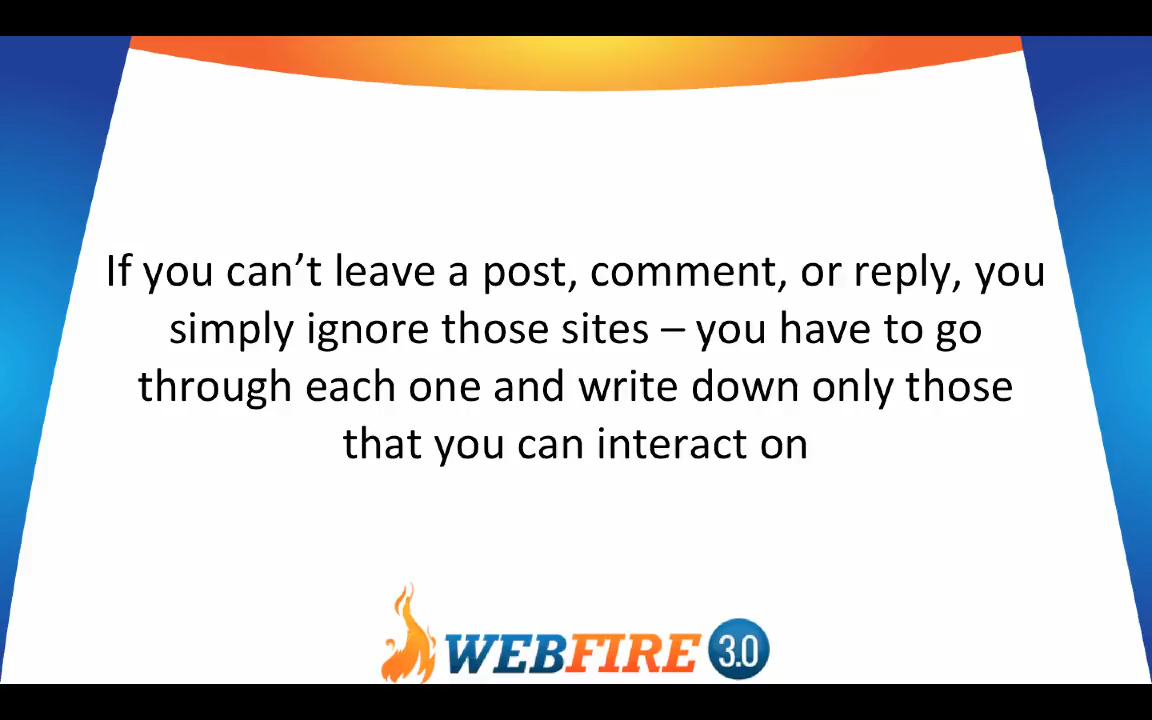 If you can’t leave a post, comment, or reply, you
simply ignore those sites – you have to go
through each one and write down only those
that you can interact on
WEBFIRE 3.0